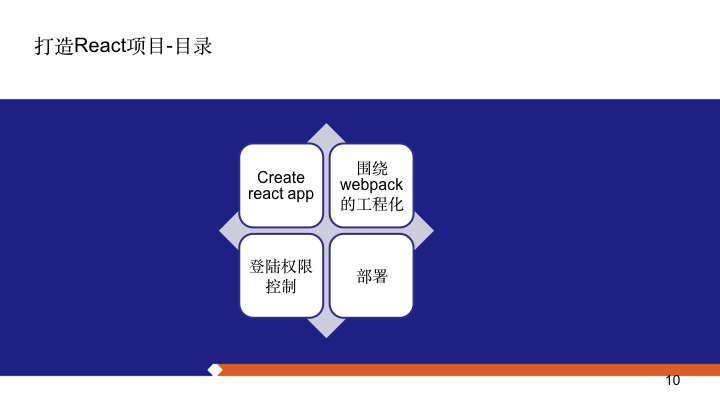 打造React项目-目录
Create
react app
围绕
webpack
的工程化
登陆权限
控制
部署
10